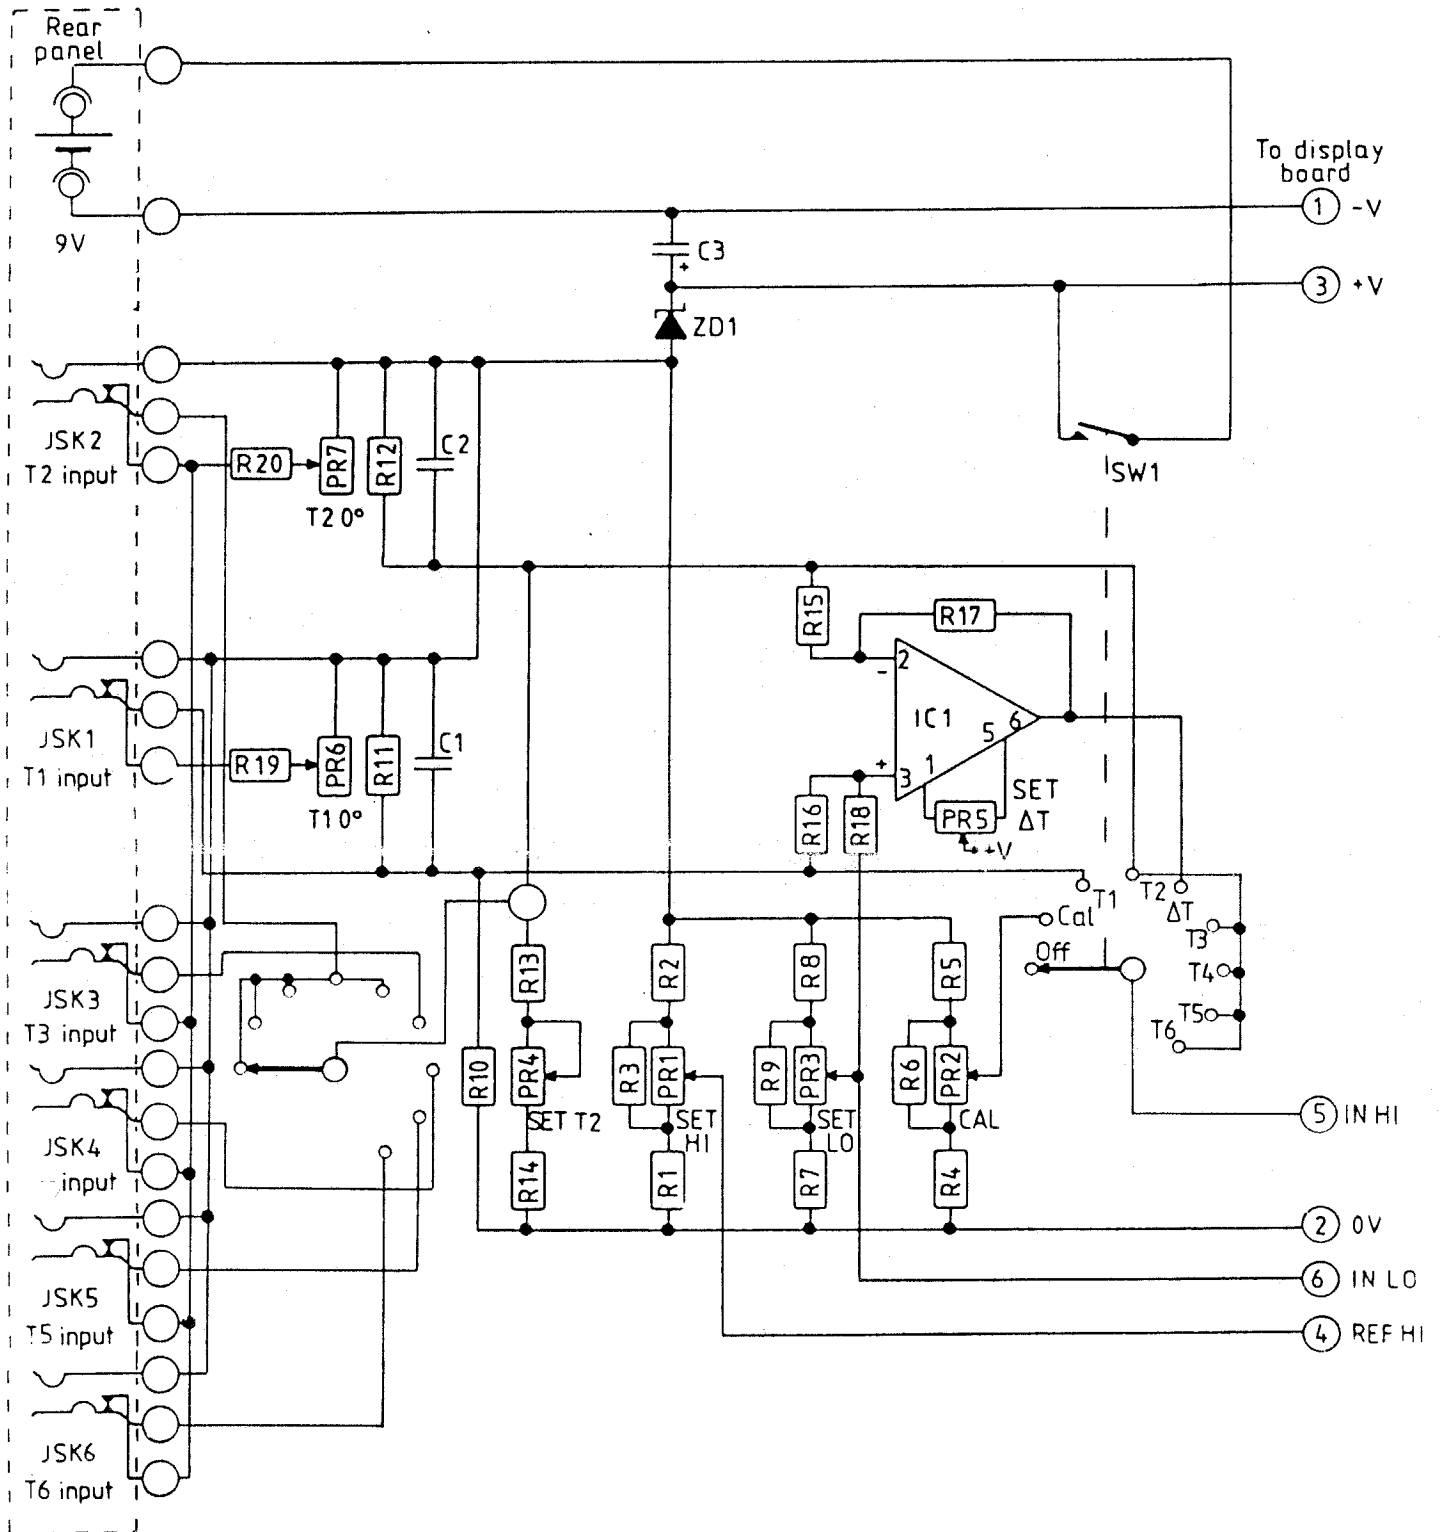 Rear
panel
To display
board
1 -V
9V
C3
+
3 +V
ZD1
JSK2
T2 input
R20
PR7
R12
C2
T2 0°
SW1
R15
R17
2
-
IC1
5 6
JSK1
T1 input
R19
PR6
R11
C1
T1 0°
+
3 1
R16
R18
SET
ΔT
PR5
+V
T1
T2
ΔT
Cal
Off
T3
T4
T5
T6
JSK3
T3 input
R13
R2
R8
R5
R10
PR4
R3
PR1
R9
PR3
R6
PR2
SET T2
SET
HI
SET
LO
CAL
5 IN HI
JSK4
input
R14
R1
R7
R4
2 0V
6 IN LO
JSK5
T5 input
4 REF HI
JSK6
T6 input